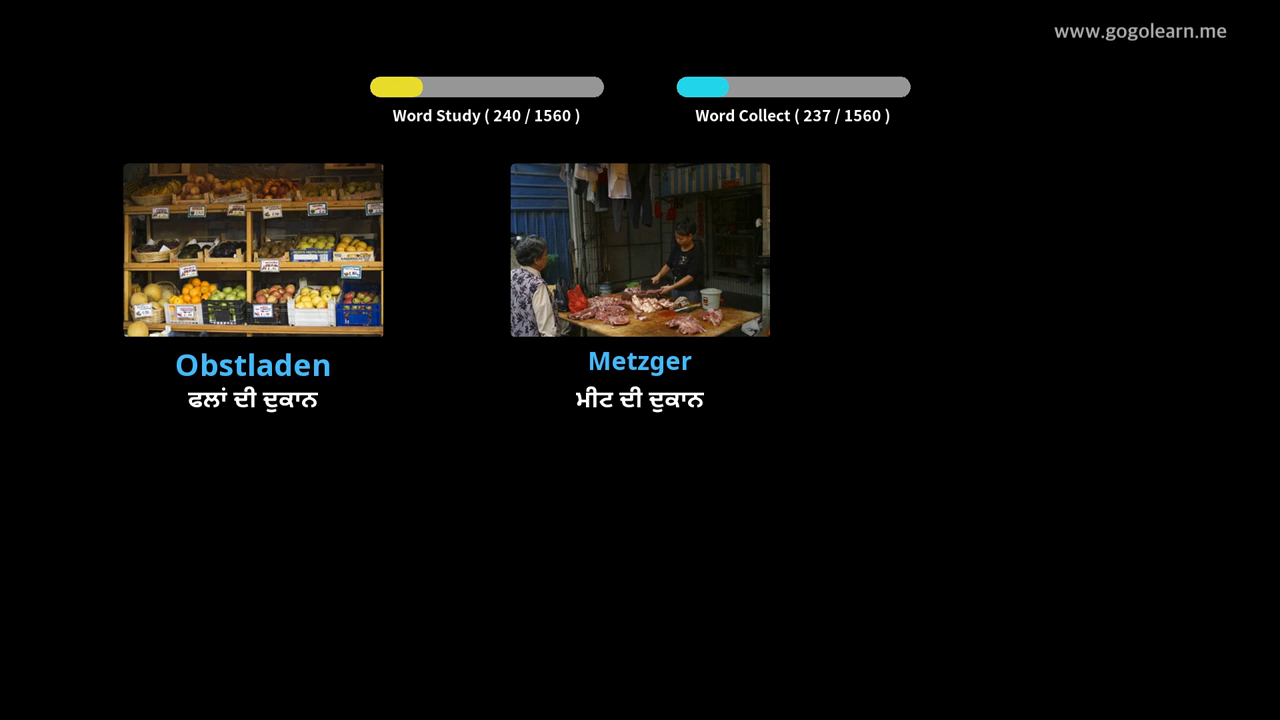 www.gogolearn.me
Word Study ( 240 / 1560 )
Word Collect ( 237 / 1560 )
Obstladen
Metzger
ਫਲਾਂ ਦੀ ਦੁਕਾਨ
ਮੀਟ ਦੀ ਦੁਕਾਨ